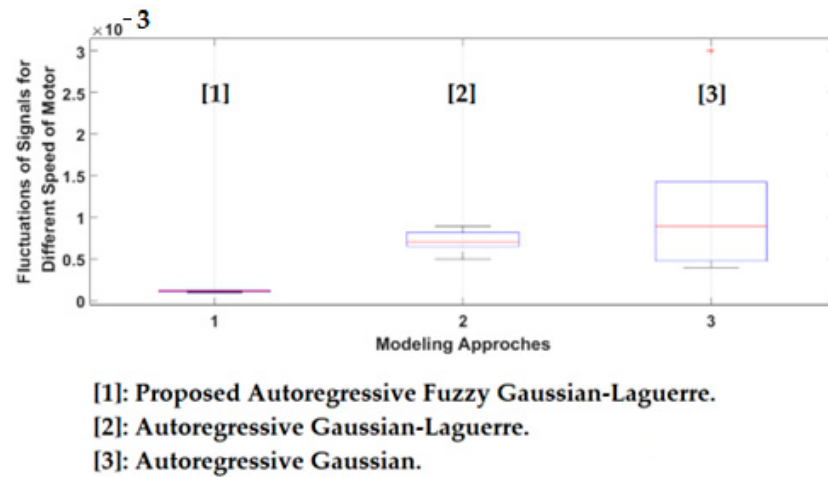 ×10 -3
3
2.5
2
1.5
1
0.5
0
Fluctuations of Signals for
Different Speed of Motor
[1] [2] [3]
1 2 3
Modeling Approches
[1]: Proposed Autoregressive Fuzzy Gaussian-Laguerre.
[2]: Autoregressive Gaussian-Laguerre.
[3]: Autoregressive Gaussian.